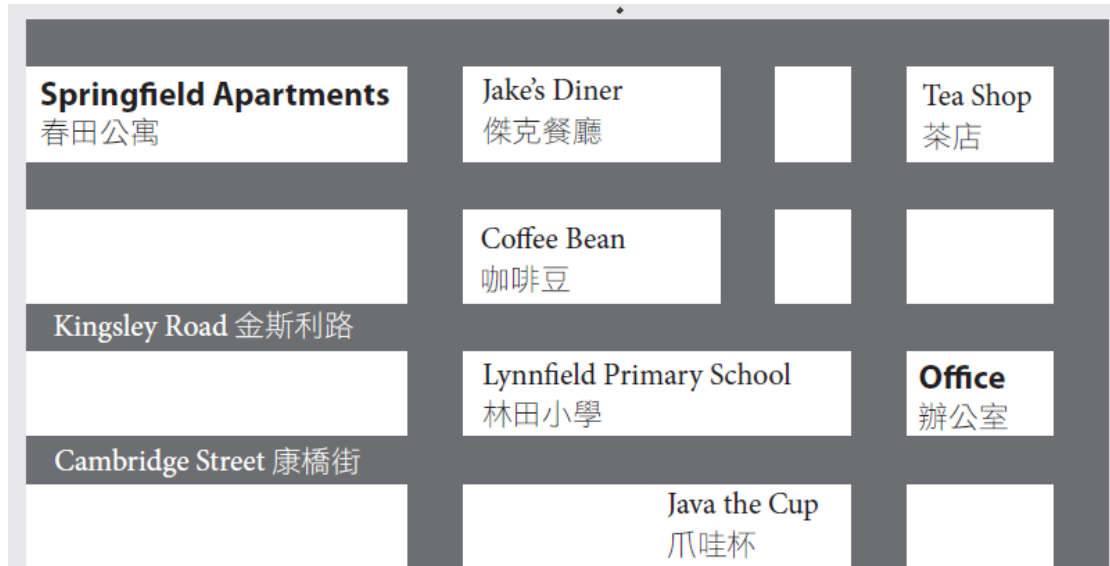 Springfield Apartments
春田公寓
Jake's Diner
傑克餐廳
Tea Shop
茶店
Coffee Bean
咖啡豆
Kingsley Road 金斯利路
Lynnfield Primary School
林田小學
Office
辦公室
Cambridge Street 康橋街
Java the Cup
爪哇杯